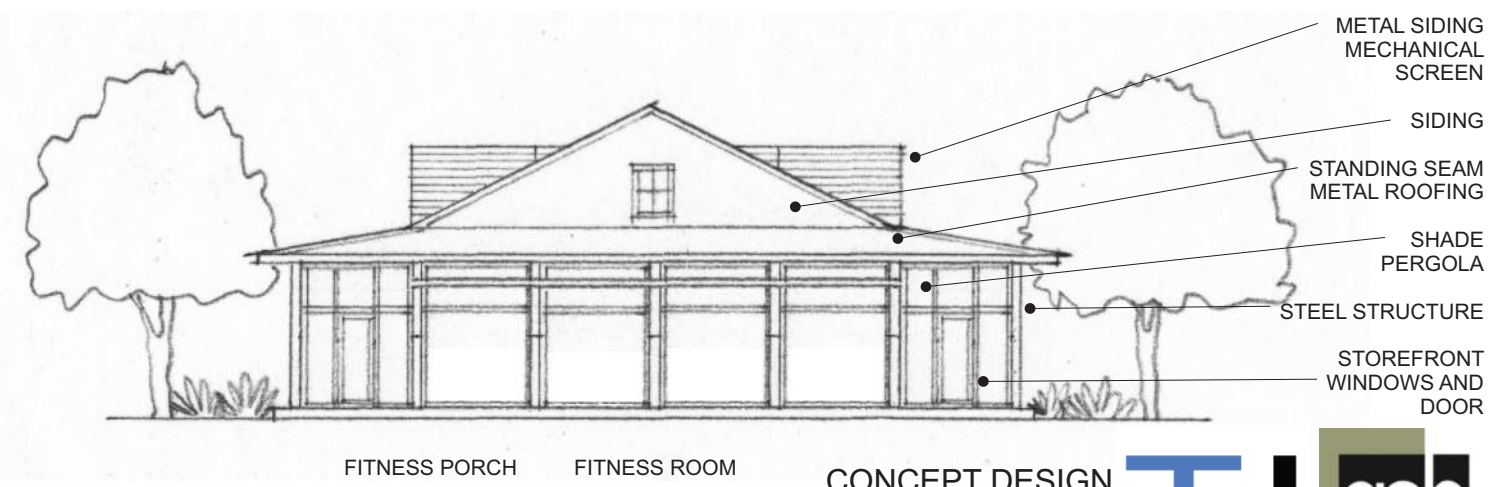 METAL SIDING
MECHANICAL
SCREEN
SIDING
STANDING SEAM
METAL ROOFING
SHADE
PERGOLA
STEEL STRUCTURE
STOREFRONT
WINDOWS AND
DOOR
FITNESS PORCH
FITNESS ROOM
CONCEPT DESIGN